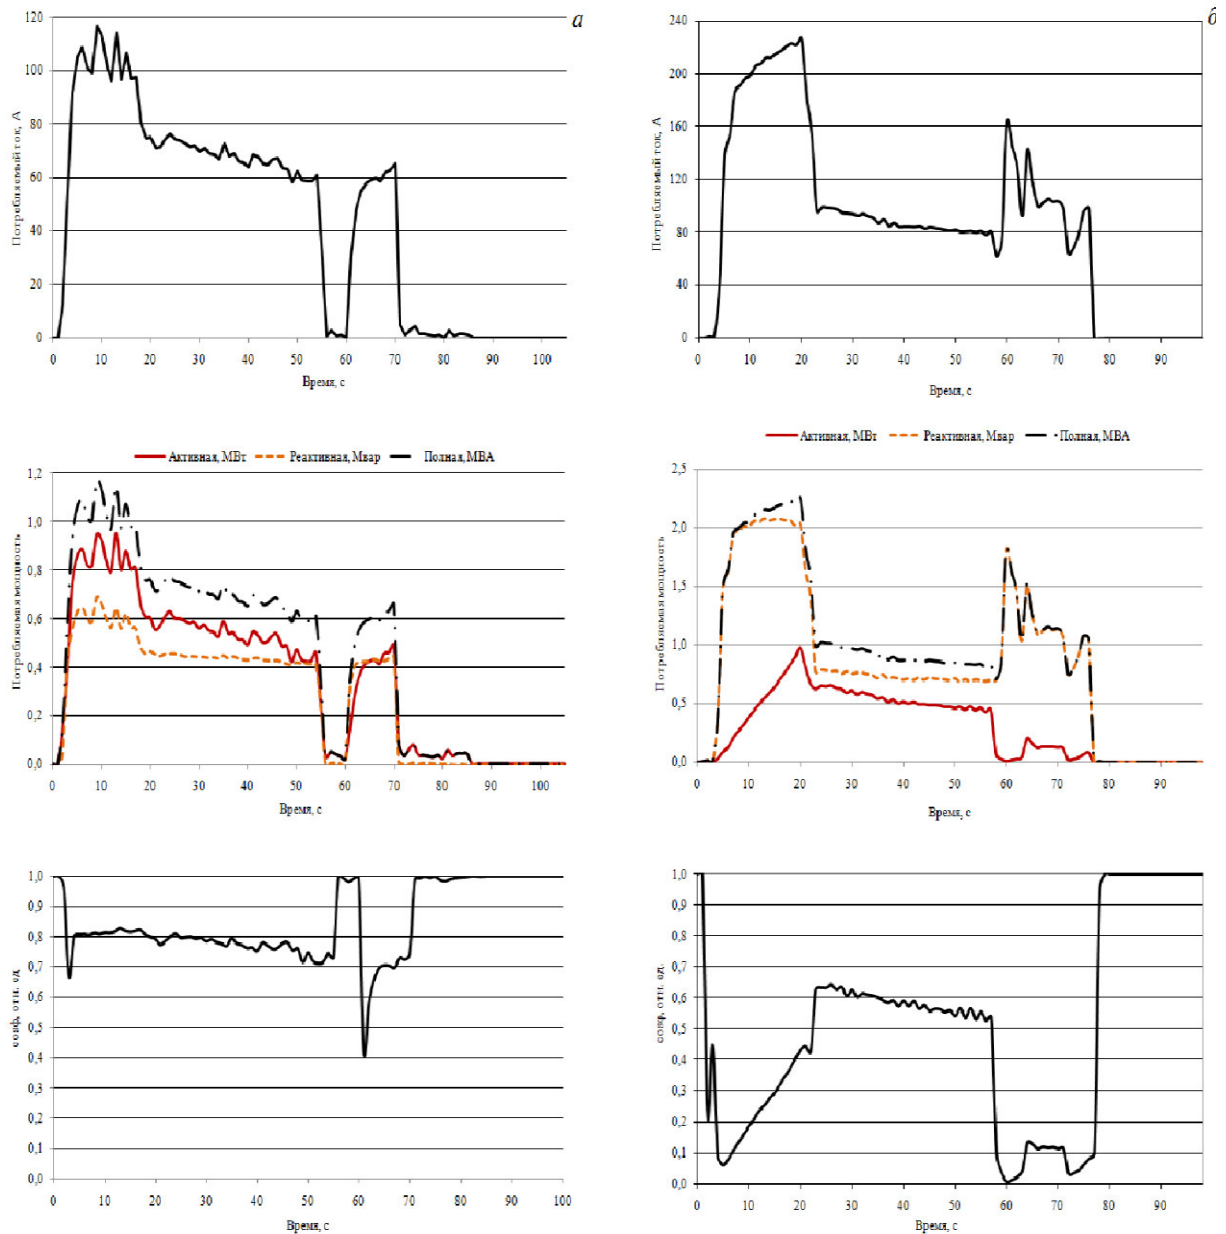 а
120
100
80
60
40
20
0
Потребляемый ток, А
0 10 20 30 40 50 60 70 80 90 100
Время, с
б
240
200
160
120
80
40
0
Потребляемый ток, А
0 10 20 30 40 50 60 70 80 90
Время, с
Активная, МВт Реактивная, Мвар Полная, МВА
1,2
1,0
0,8
0,6
0,4
0,2
0,0
Потребляемая мощность
0 10 20 30 40 50 60 70 80 90 100
Время, с
Активная, МВт Реактивная, Мвар Полная, МВА
2,5
2,0
1,5
1,0
0,5
0,0
Потребляемая мощность
0 10 20 30 40 50 60 70 80 90
Время, с
1,0
0,9
0,8
0,7
0,6
0,5
0,4
0,3
0,2
0,1
0,0
cosφ, отн. ед.
0 10 20 30 40 50 60 70 80 90 100
Время, с
1,0
0,9
0,8
0,7
0,6
0,5
0,4
0,3
0,2
0,1
0,0
cosφ, отн. ед.
0 10 20 30 40 50 60 70 80 90
Время, с